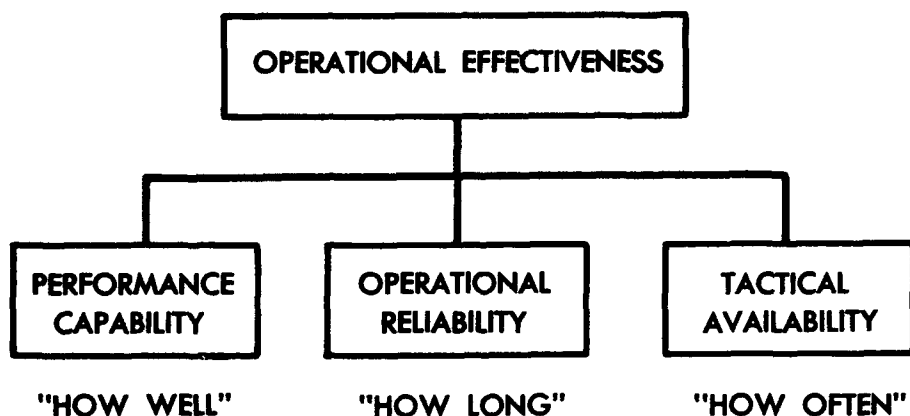 OPERATIONAL EFFECTIVENESS
PERFORMANCE
CAPABILITY
OPERATIONAL
RELIABILITY
TACTICAL
AVAILABILITY
"HOW WELL"
"HOW LONG"
"HOW OFTEN"